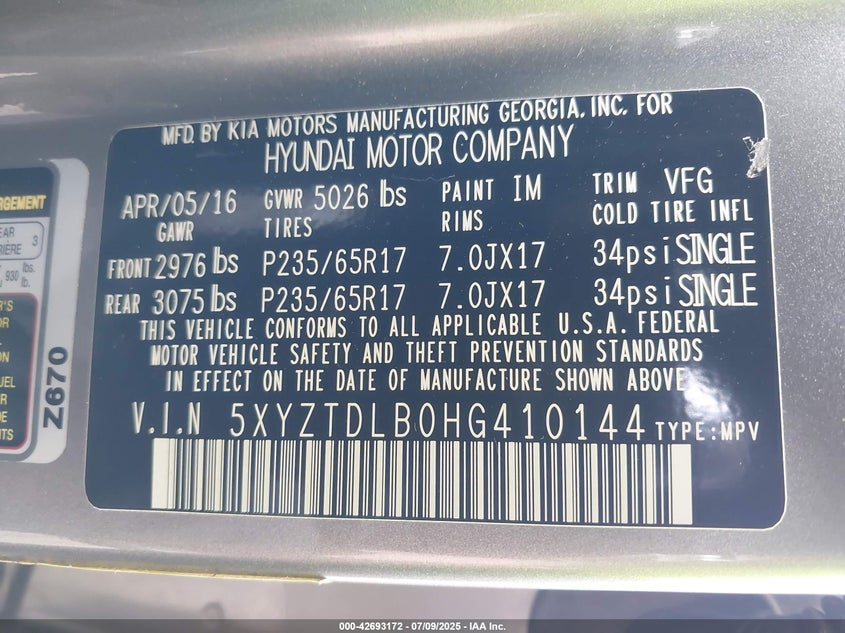 MFD. BY KIA MOTORS MANUFACTURING GEORGIA. INC. FOR
HYUNDAI MOTOR COMPANY
APR/05/16 GVWR 5026 lbs PAINT IM TRIM VFG
GAWR TIRES RIMS COLD TIRE INFL
FRONT 2976 lbs P235/65R17 7.0JX17 34psi SINGLE
REAR 3075 lbs P235/65R17 7.0JX17 34psi SINGLE
THIS VEHICLE CONFORMS TO ALL APPLICABLE U.S.A. FEDERAL
MOTOR VEHICLE SAFETY AND THEFT PREVENTION STANDARDS
IN EFFECT ON THE DATE OF MANUFACTURE SHOWN ABOVE
V.I.N 5XYZTDLB0HG410144 TYPE:MPV
3
930 lbs.
Z670
000-42693172 - 07/09/2025 - IAA Inc.